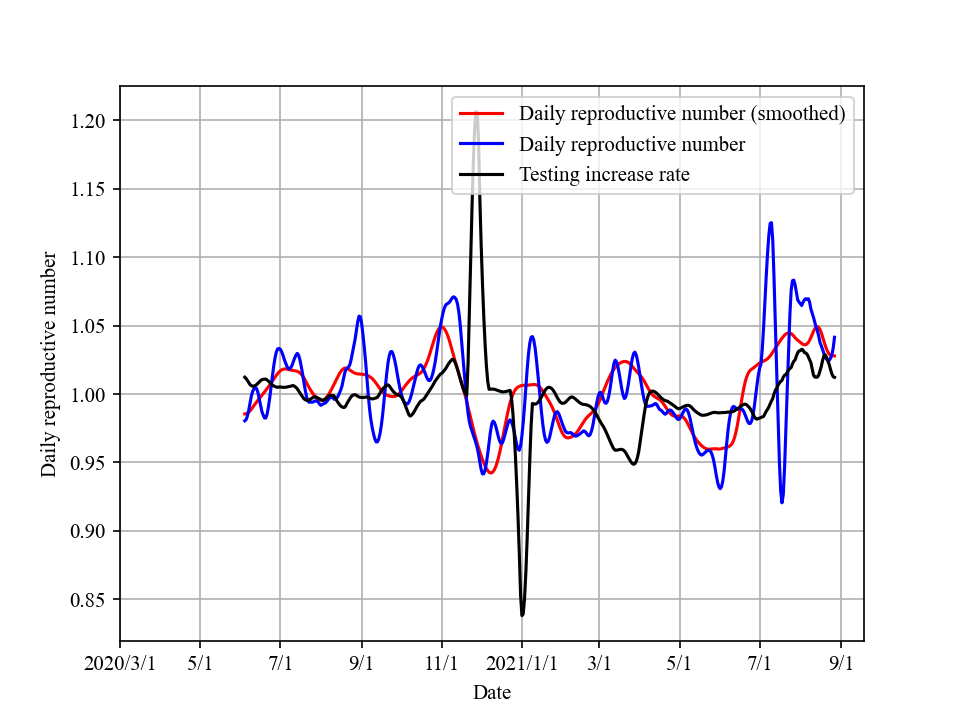 Daily reproductive number (smoothed)
Daily reproductive number
Testing increase rate
1.20
1.15
1.10
1.05
1.00
0.95
0.90
0.85
Daily reproductive number
2020/3/1 5/1 7/1 9/1 11/1 2021/1/1 3/1 5/1 7/1 9/1
Date